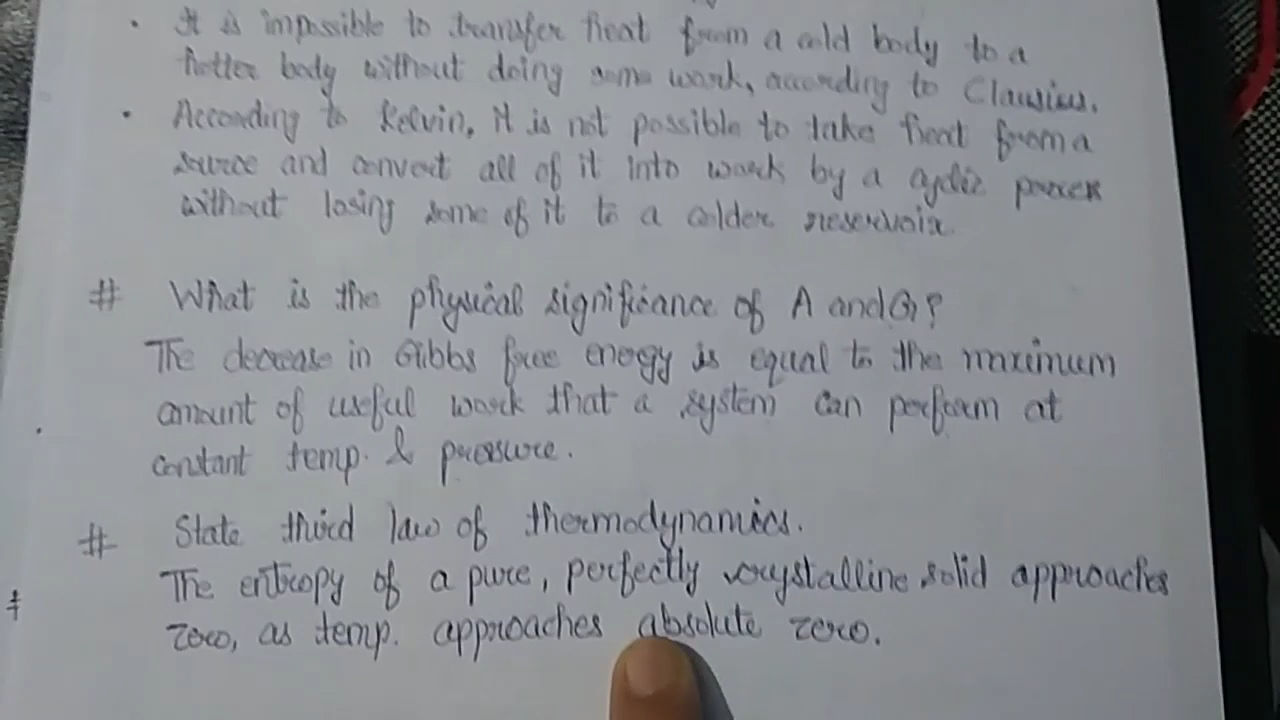 • It is impossible to transfer heat from a cold body to a
hotter body without doing some work, according to Clausius.
• According to Kelvin, it is not possible to take heat from a
source and convert all of it into work by a cyclic process
without losing some of it to a colder reservoir.
# What is the physical significance of A and G?
The decrease in Gibbs free energy is equal to the maximum
amount of useful work that a system can perform at
constant temp. & pressure.
# State third law of thermodynamics.
The entropy of a pure, perfectly crystalline solid approaches
zero, as temp. approaches absolute zero.